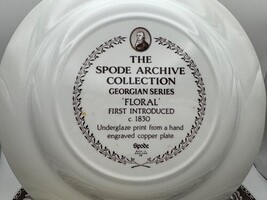 THE
SPODE ARCHIVE
COLLECTION
GEORGIAN SERIES
'FLORAL'
FIRST INTRODUCED
c. 1830
Underglaze print from a hand
engraved copper plate
Spode